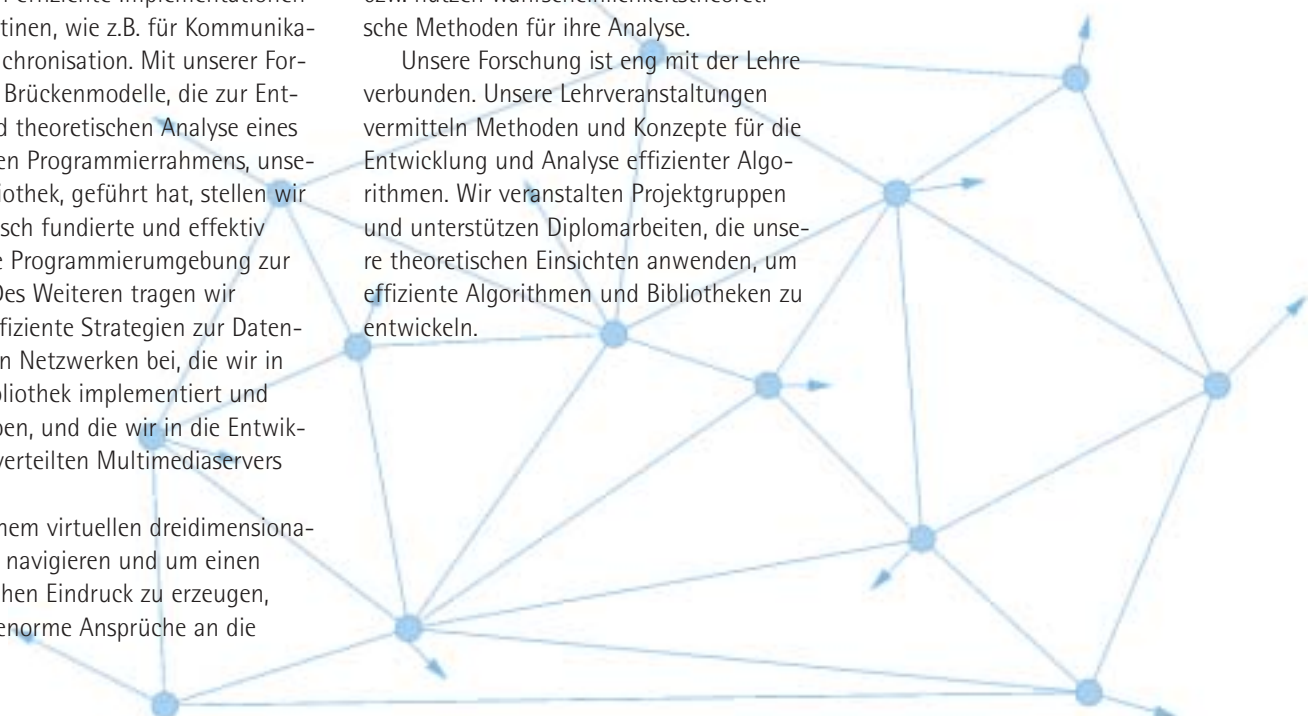 effiziente Implementationen
tinen, wie z.B. für Kommunika-
chronisation. Mit unserer For-
Brückenmodelle, die zur Ent-
d theoretischen Analyse eines
en Programmierrahmens, unse-
iothek, geführt hat, stellen wir
sch fundierte und effektiv
e Programmierumgebung zur
Des Weiteren tragen wir
fiziente Strategien zur Daten-
n Netzwerken bei, die wir in
bliothek implementiert und
ben, und die wir in die Entwik-
verteilten Multimediaservers
nem virtuellen dreidimensiona-
navigieren und um einen
chen Eindruck zu erzeugen,
enorme Ansprüche an die
sche Methoden für ihre Analyse.
Unsere Forschung ist eng mit der Lehre
verbunden. Unsere Lehrveranstaltungen
vermitteln Methoden und Konzepte für die
Entwicklung und Analyse effizienter Algo-
rithmen. Wir veranstalten Projektgruppen
und unterstützen Diplomarbeiten, die unse-
re theoretischen Einsichten anwenden, um
effiziente Algorithmen und Bibliotheken zu
entwickeln.